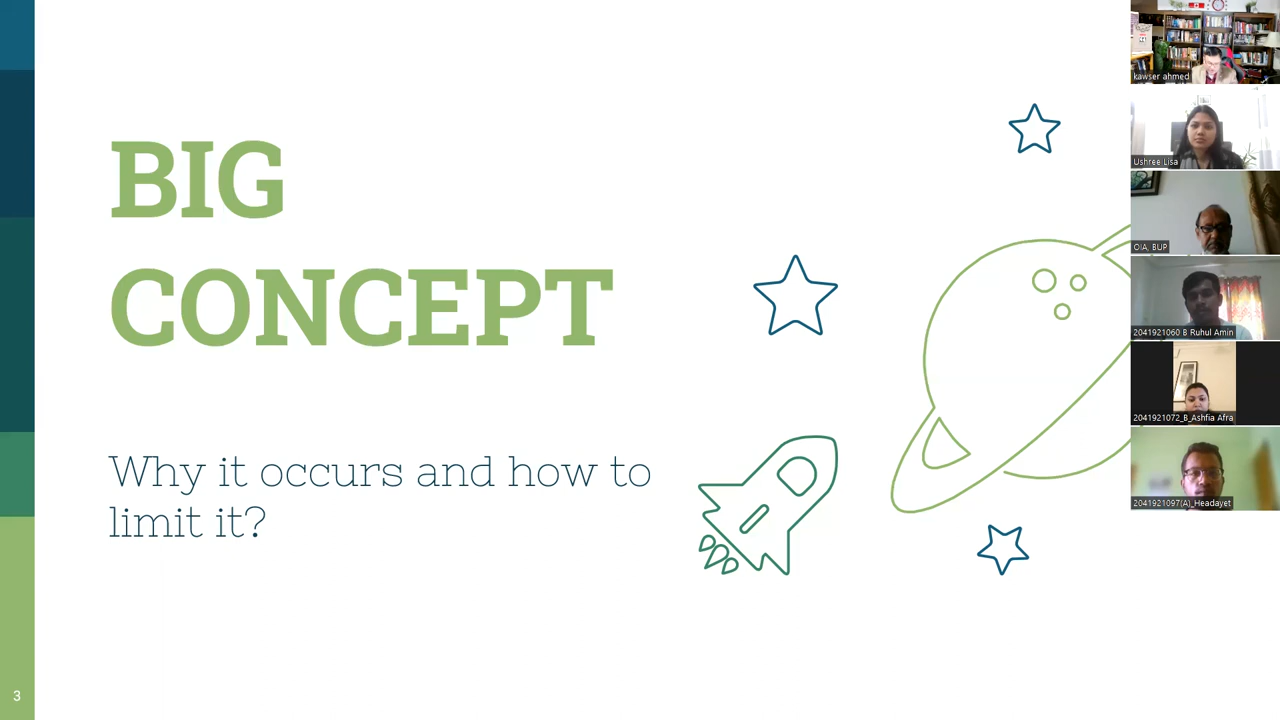 BIG
CONCEPT
Why it occurs and how to
limit it?
3
kawser ahmed
Ushree Lisa
OIA, BUP
2041921060 B Ruhul Amin
2041921072_B_Ashfia Afra
2041921097(A)_Headayet